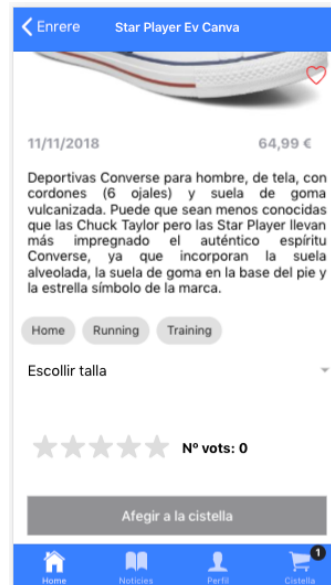 Enrere Star Player Ev Canva
11/11/2018 64,99 €
Deportivas Converse para hombre, de tela, con
cordones (6 ojales) y suela de goma
vulcanizada. Puede que sean menos conocidas
que las Chuck Taylor pero las Star Player llevan
más impregnado el auténtico espíritu
Converse, ya que incorporan la suela
alveolada, la suela de goma en la base del pie y
la estrella símbolo de la marca.
Home Running Training
Escollir talla
Nº vots: 0
Afegir a la cistella
1
Home Notícies Perfil Cistella